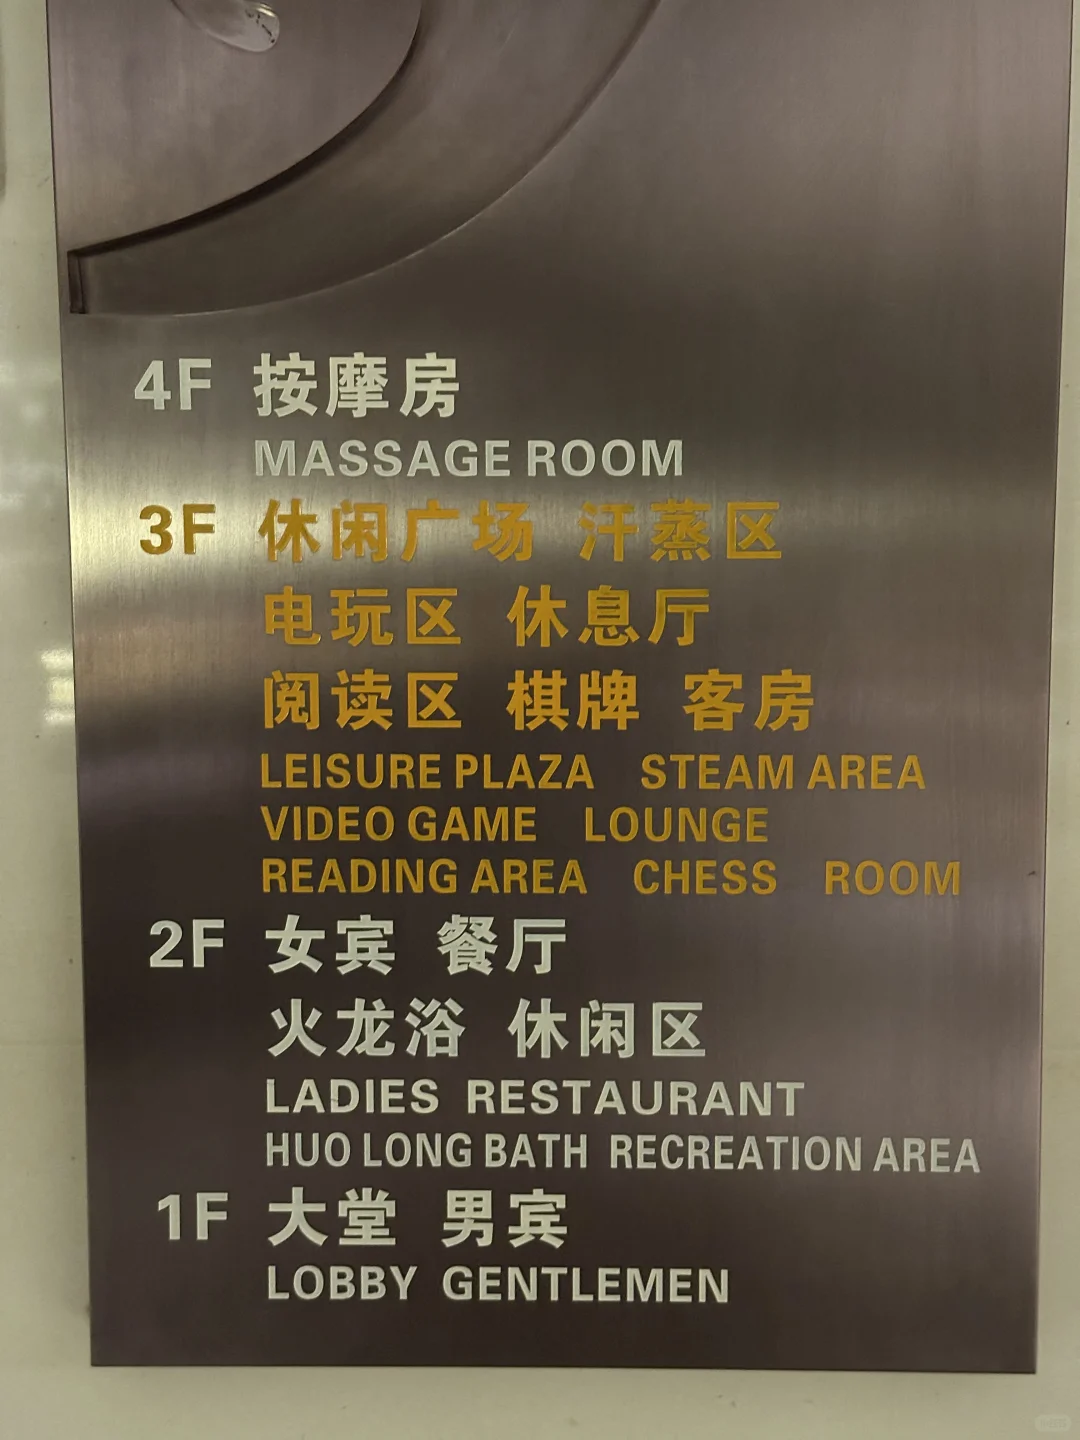 4F 按摩房
MASSAGE ROOM
3F 休闲广场 汗蒸区
电玩区 休息厅
阅读区 棋牌 客房
LEISURE PLAZA STEAM AREA
VIDEO GAME LOUNGE
READING AREA CHESS ROOM
2F 女宾 餐厅
火龙浴 休闲区
LADIES RESTAURANT
HUO LONG BATH RECREATION AREA
1F 大堂 男宾
LOBBY GENTLEMEN